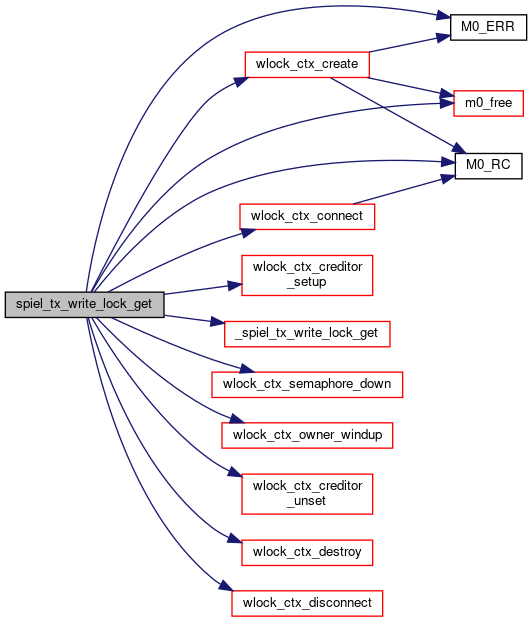 M0_ERR
wlock_ctx_create
m0_free
M0_RC
wlock_ctx_connect
wlock_ctx_creditor
_setup
spiel_tx_write_lock_get
_spiel_tx_write_lock_get
wlock_ctx_semaphore_down
wlock_ctx_owner_windup
wlock_ctx_creditor
_unset
wlock_ctx_destroy
wlock_ctx_disconnect